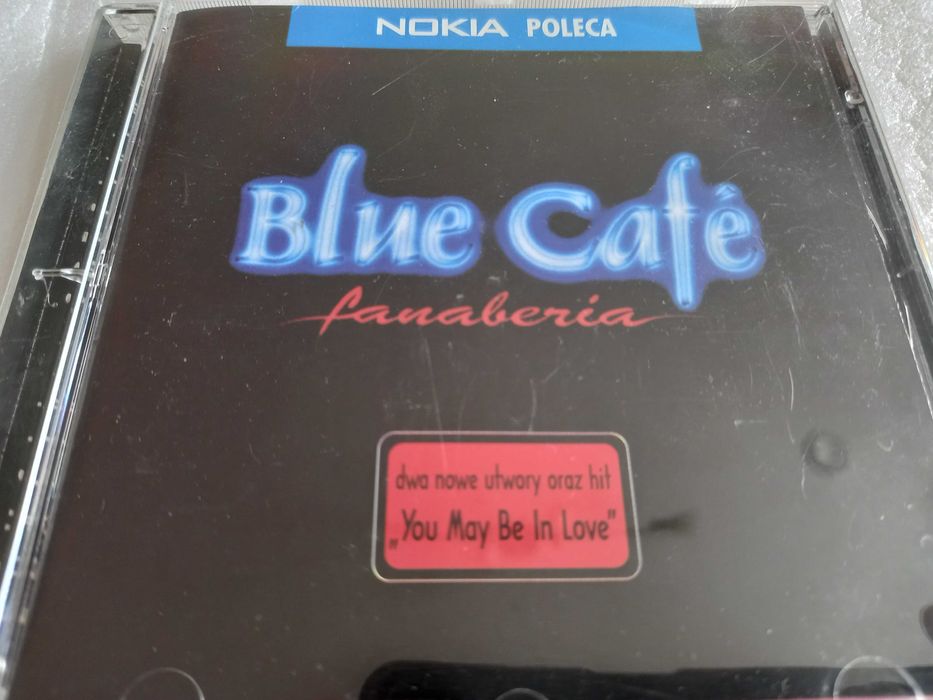 NOKIA POLECA
Blue Café
fanaberia
dwa nowe utwory oraz hit
„You May Be In Love"